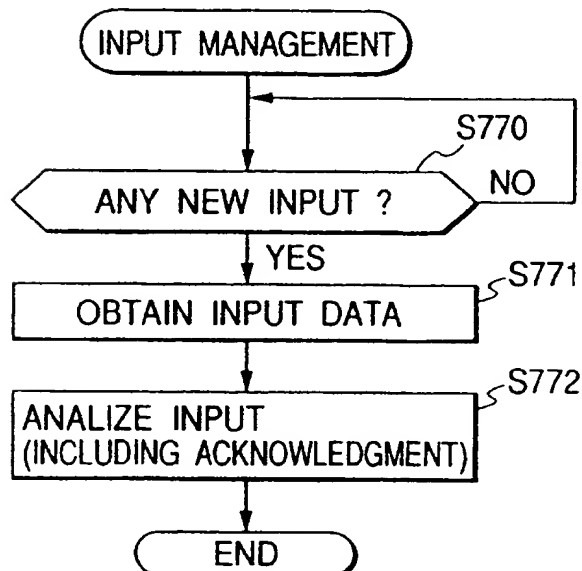 INPUT MANAGEMENT
S770
ANY NEW INPUT ?
NO
YES
S771
OBTAIN INPUT DATA
S772
ANALIZE INPUT
(INCLUDING ACKNOWLEDGMENT)
END